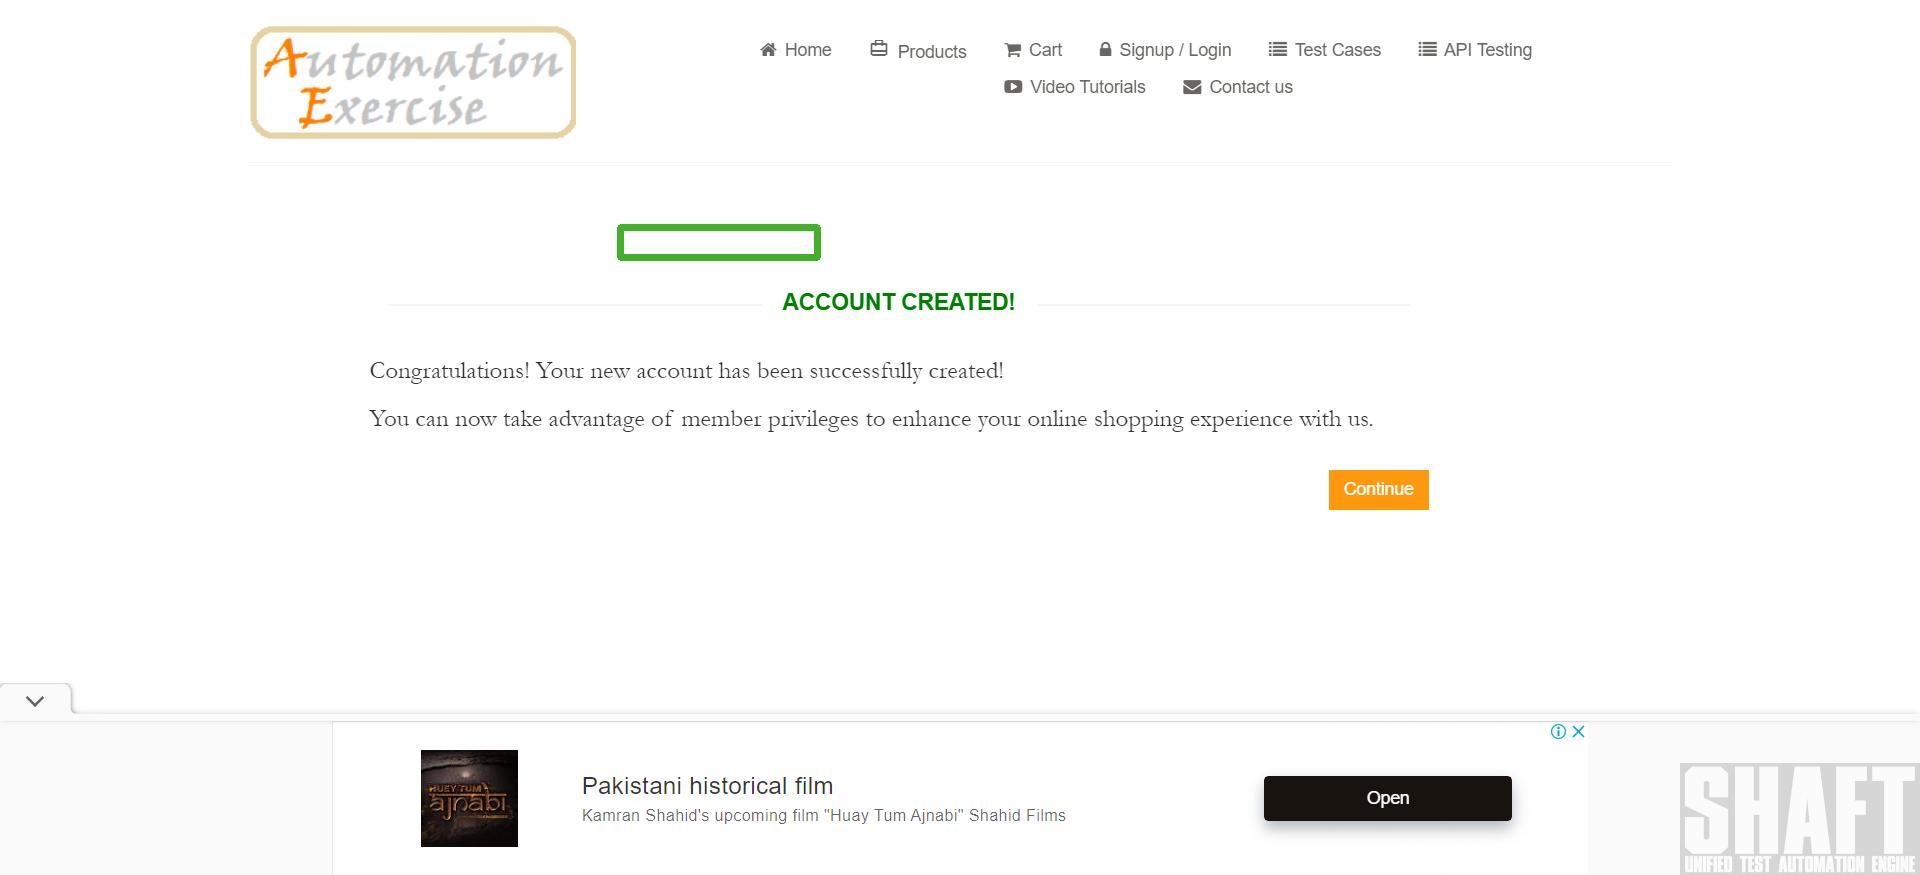 Automation
Exercise
Home
Products
Cart
Signup / Login
Test Cases
API Testing
Video Tutorials
Contact us
ACCOUNT CREATED!
Congratulations! Your new account has been successfully created!
You can now take advantage of member privileges to enhance your online shopping experience with us.
Continue
HUEY TUM
ajnabi
Pakistani historical film
Kamran Shahid's upcoming film "Huay Tum Ajnabi" Shahid Films
Open
SHAFT
UNIFIED TEST AUTOMATION ENGINE